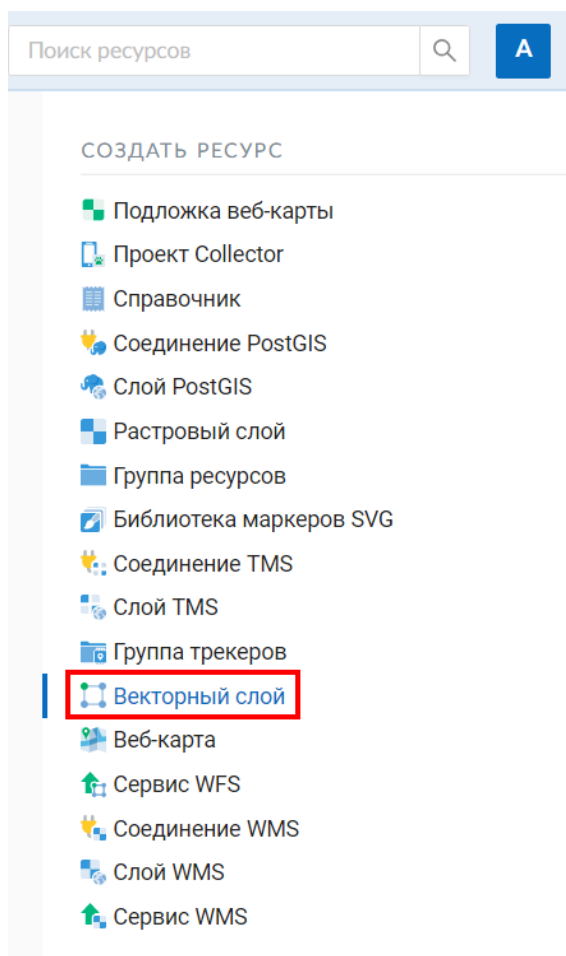 Поиск ресурсов
A
СОЗДАТЬ РЕСУРС
Подложка веб-карты
Проект Collector
Справочник
Соединение PostGIS
Слой PostGIS
Растровый слой
Группа ресурсов
Библиотека маркеров SVG
Соединение TMS
Слой TMS
Группа трекеров
Векторный слой
Веб-карта
Сервис WFS
Соединение WMS
Слой WMS
Сервис WMS